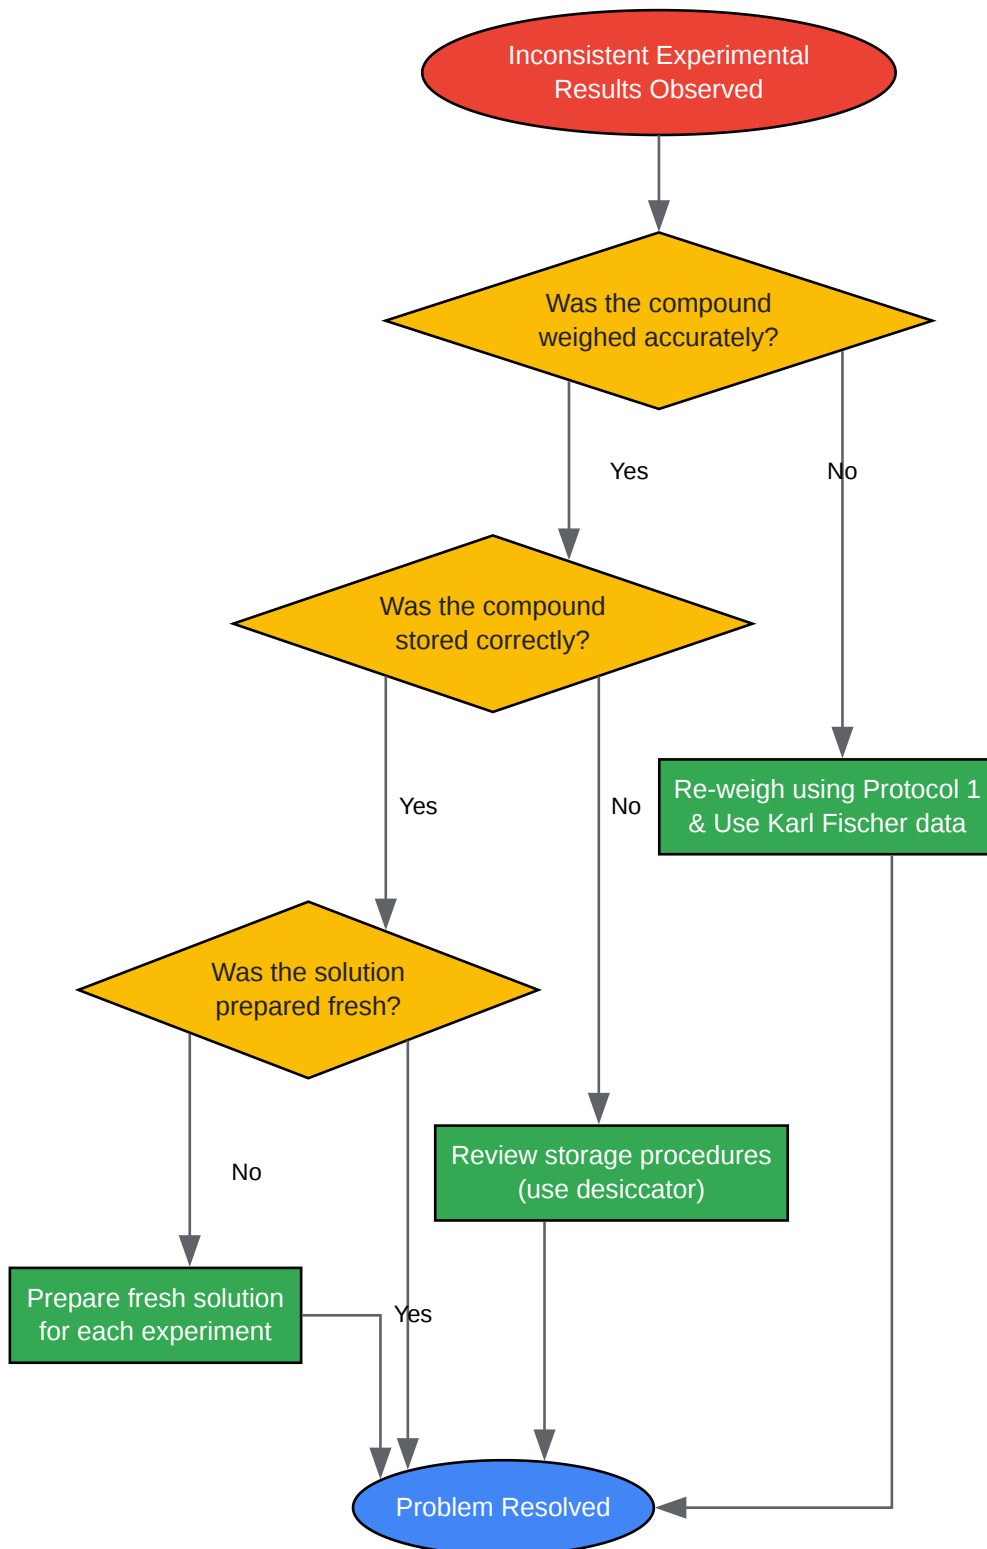 Inconsistent Experimental
Results Observed
Was the compound
weighed accurately?
Yes
No
Was the compound
stored correctly?
Re-weigh using Protocol 1
& Use Karl Fischer data
Yes
No
Was the solution
prepared fresh?
Review storage procedures
(use desiccator)
No
Prepare fresh solution
for each experiment
Yes
Problem Resolved